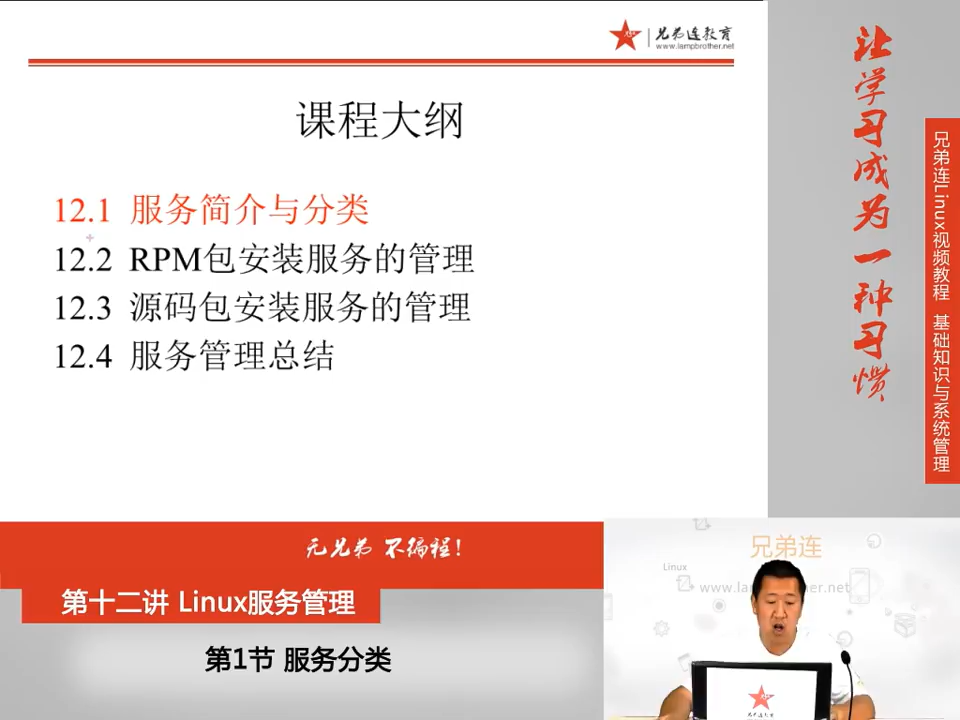 兄弟连教育
www.lampbrother.net
课程大纲
12.1 服务简介与分类
12.2 RPM包安装服务的管理
12.3 源码包安装服务的管理
12.4 服务管理总结
让学习成为一种习惯
兄弟连Linux视频教程 基础知识与系统管理
无兄弟 不编程!
第十二讲 Linux服务管理
第1节 服务分类
兄弟连
Linux